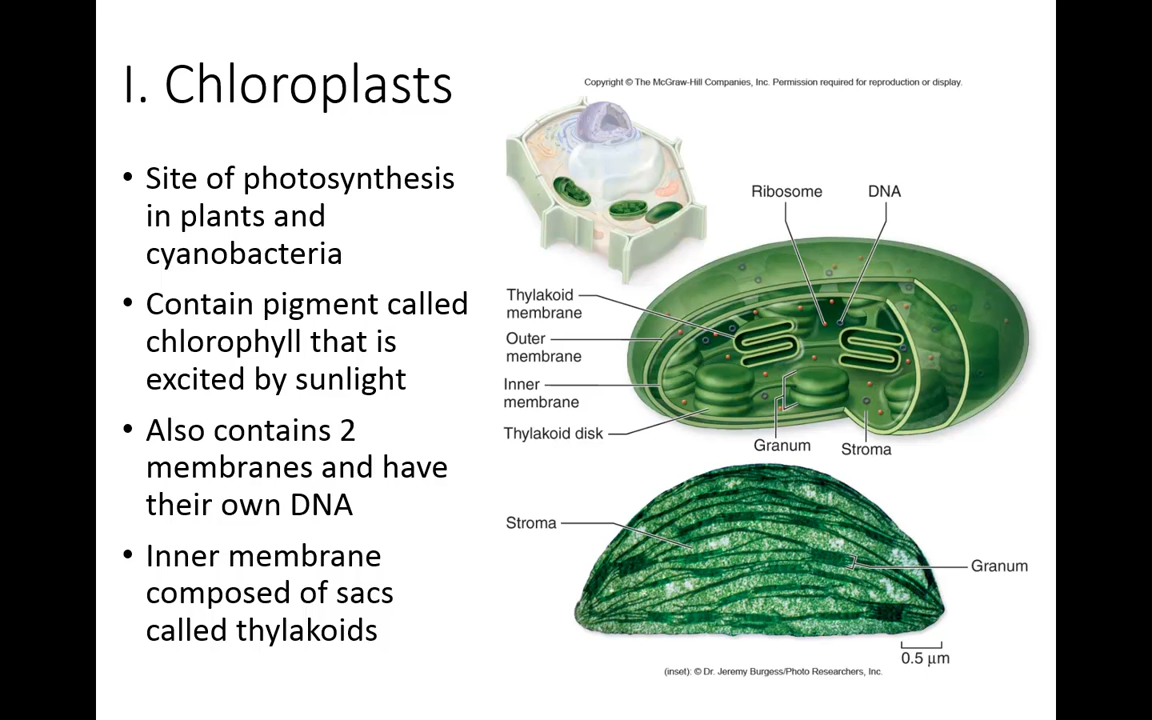 I. Chloroplasts
• Site of photosynthesis
in plants and
cyanobacteria
• Contain pigment called
chlorophyll that is
excited by sunlight
• Also contains 2
membranes and have
their own DNA
• Inner membrane
composed of sacs
called thylakoids
Copyright © The McGraw-Hill Companies, Inc. Permission required for reproduction or display.
Ribosome
DNA
Thylakoid
membrane
Outer
membrane
Inner
membrane
Thylakoid disk
Granum
Stroma
Stroma
Granum
0.5 μm
(inset): © Dr. Jeremy Burgess/Photo Researchers, Inc.